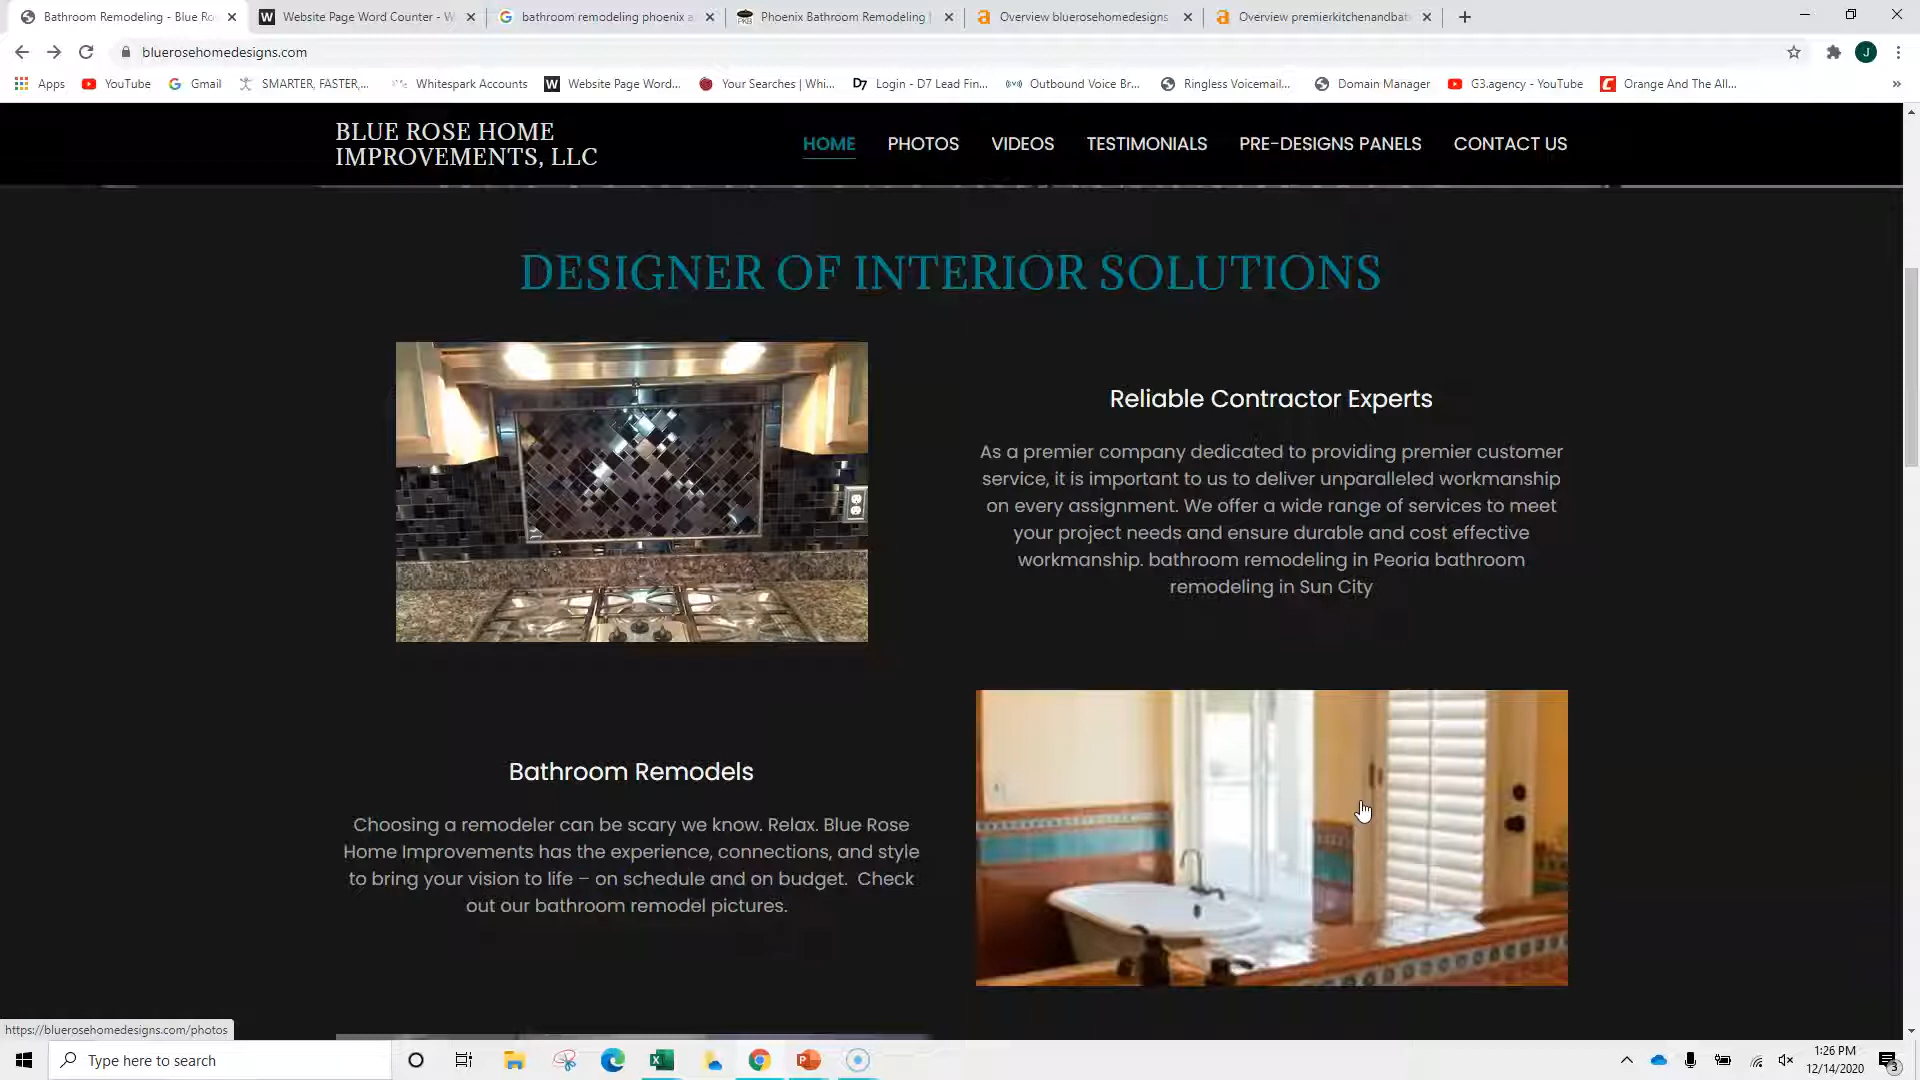 Bathroom Remodeling - Blue Ro
Website Page Word Counter - W
bathroom remodeling phoenix a
Phoenix Bathroom Remodeling |
Overview bluerosehomedesigns
Overview premierkitchenandbat
bluerosehomedesigns.com
J
Apps
YouTube
Gmail
SMARTER, FASTER,...
Whitespark Accounts
Website Page Word...
Your Searches | Whi...
D7 Login - D7 Lead Fin...
Outbound Voice Br...
Ringless Voicemail...
Domain Manager
G3.agency - YouTube
Orange And The All...
BLUE ROSE HOME
IMPROVEMENTS, LLC
HOME PHOTOS VIDEOS TESTIMONIALS PRE-DESIGNS PANELS CONTACT US
DESIGNER OF INTERIOR SOLUTIONS
Reliable Contractor Experts
As a premier company dedicated to providing premier customer
service, it is important to us to deliver unparalleled workmanship
on every assignment. We offer a wide range of services to meet
your project needs and ensure durable and cost effective
workmanship. bathroom remodeling in Peoria bathroom
remodeling in Sun City
Bathroom Remodels
Choosing a remodeler can be scary we know. Relax. Blue Rose
Home Improvements has the experience, connections, and style
to bring your vision to life – on schedule and on budget.  Check
out our bathroom remodel pictures.
https://bluerosehomedesigns.com/photos
Type here to search
1:26 PM
12/14/2020
3